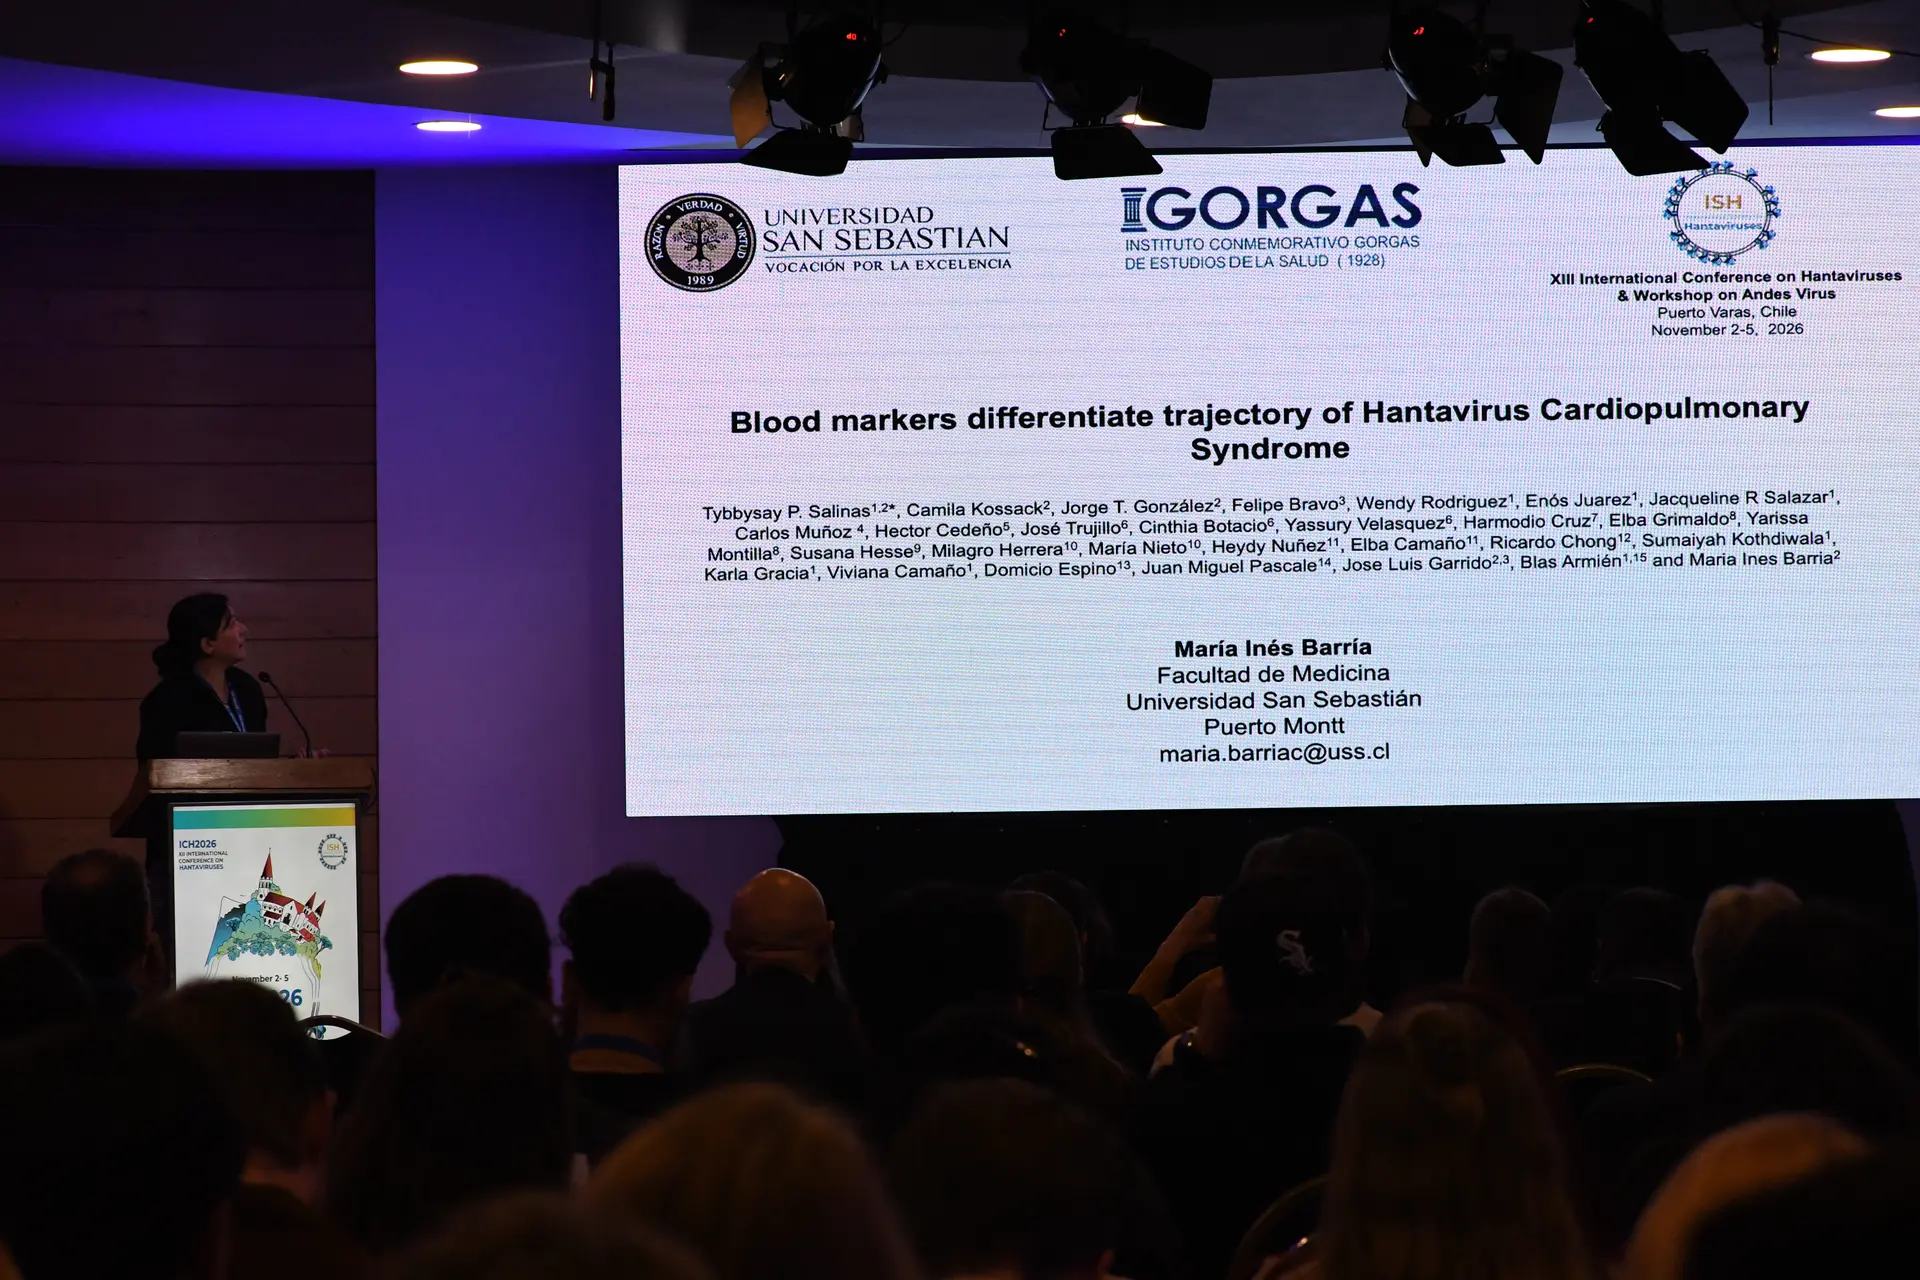 VERDAD
RAZON
VIRTUD
1989
UNIVERSIDAD
SAN SEBASTIAN
VOCACIÓN POR LA EXCELENCIA
GORGAS
INSTITUTO CONMEMORATIVO GORGAS
DE ESTUDIOS DE LA SALUD ( 1928)
ISH
Hantaviruses
XIII International Conference on Hantaviruses
& Workshop on Andes Virus
Puerto Varas, Chile
November 2-5, 2026
Blood markers differentiate trajectory of Hantavirus Cardiopulmonary
Syndrome
Tybbysay P. Salinas¹,²*, Camila Kossack², Jorge T. González², Felipe Bravo³, Wendy Rodriguez¹, Enós Juarez¹, Jacqueline R Salazar¹,
Carlos Muñoz ⁴, Hector Cedeño⁵, José Trujillo⁶, Cinthia Botacio⁶, Yassury Velasquez⁶, Harmodio Cruz⁷, Elba Grimaldo⁸, Yarissa
Montilla⁸, Susana Hesse⁹, Milagro Herrera¹⁰, María Nieto¹⁰, Heydy Nuñez¹¹, Elba Camaño¹¹, Ricardo Chong¹², Sumaiyah Kothdiwala¹,
Karla Gracia¹, Viviana Camaño¹, Domicio Espino¹³, Juan Miguel Pascale¹⁴, Jose Luis Garrido²,³, Blas Armién¹,¹⁵ and Maria Ines Barria²
María Inés Barría
Facultad de Medicina
Universidad San Sebastián
Puerto Montt
maria.barriac@uss.cl
ICH2026
XII INTERNATIONAL
CONFERENCE ON
HANTAVIRUSES
ISH
November 2- 5
26
Sox